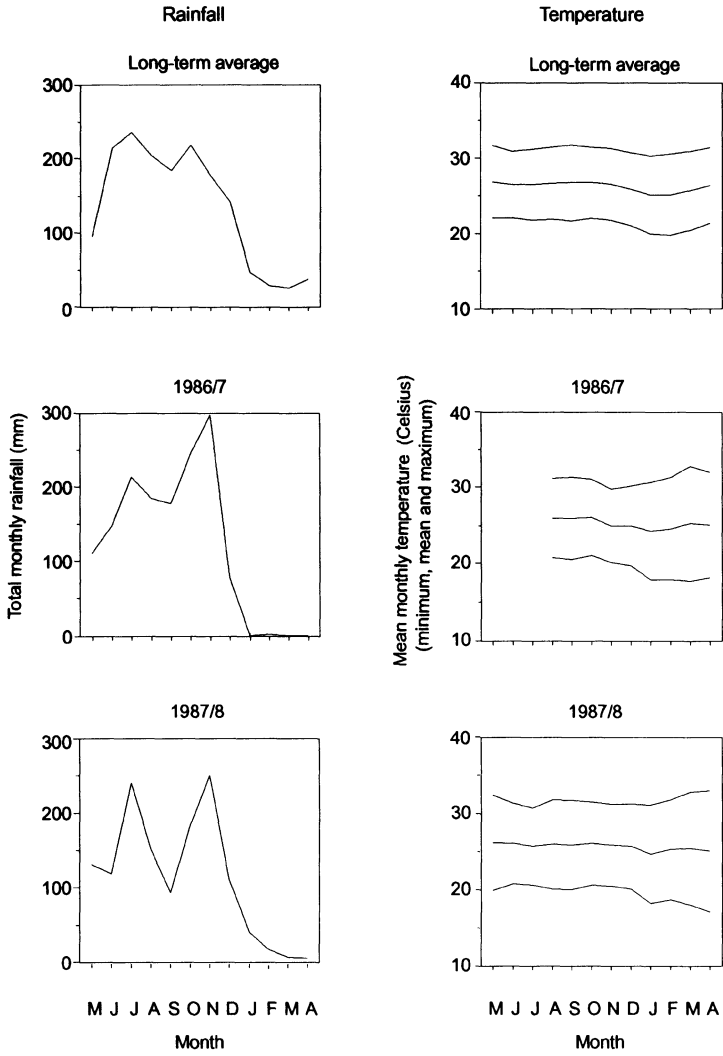 Rainfall
Temperature
Long-term average
Long-term average
300
200
100
0
40
30
20
10
Total monthly rainfall (mm)
Mean monthly temperature (Celsius)
(minimum, mean and maximum)
1986/7
1986/7
300
200
100
0
40
30
20
10
1987/8
1987/8
300
200
100
0
40
30
20
10
M J J A S O N D J F M A
M J J A S O N D J F M A
Month
Month